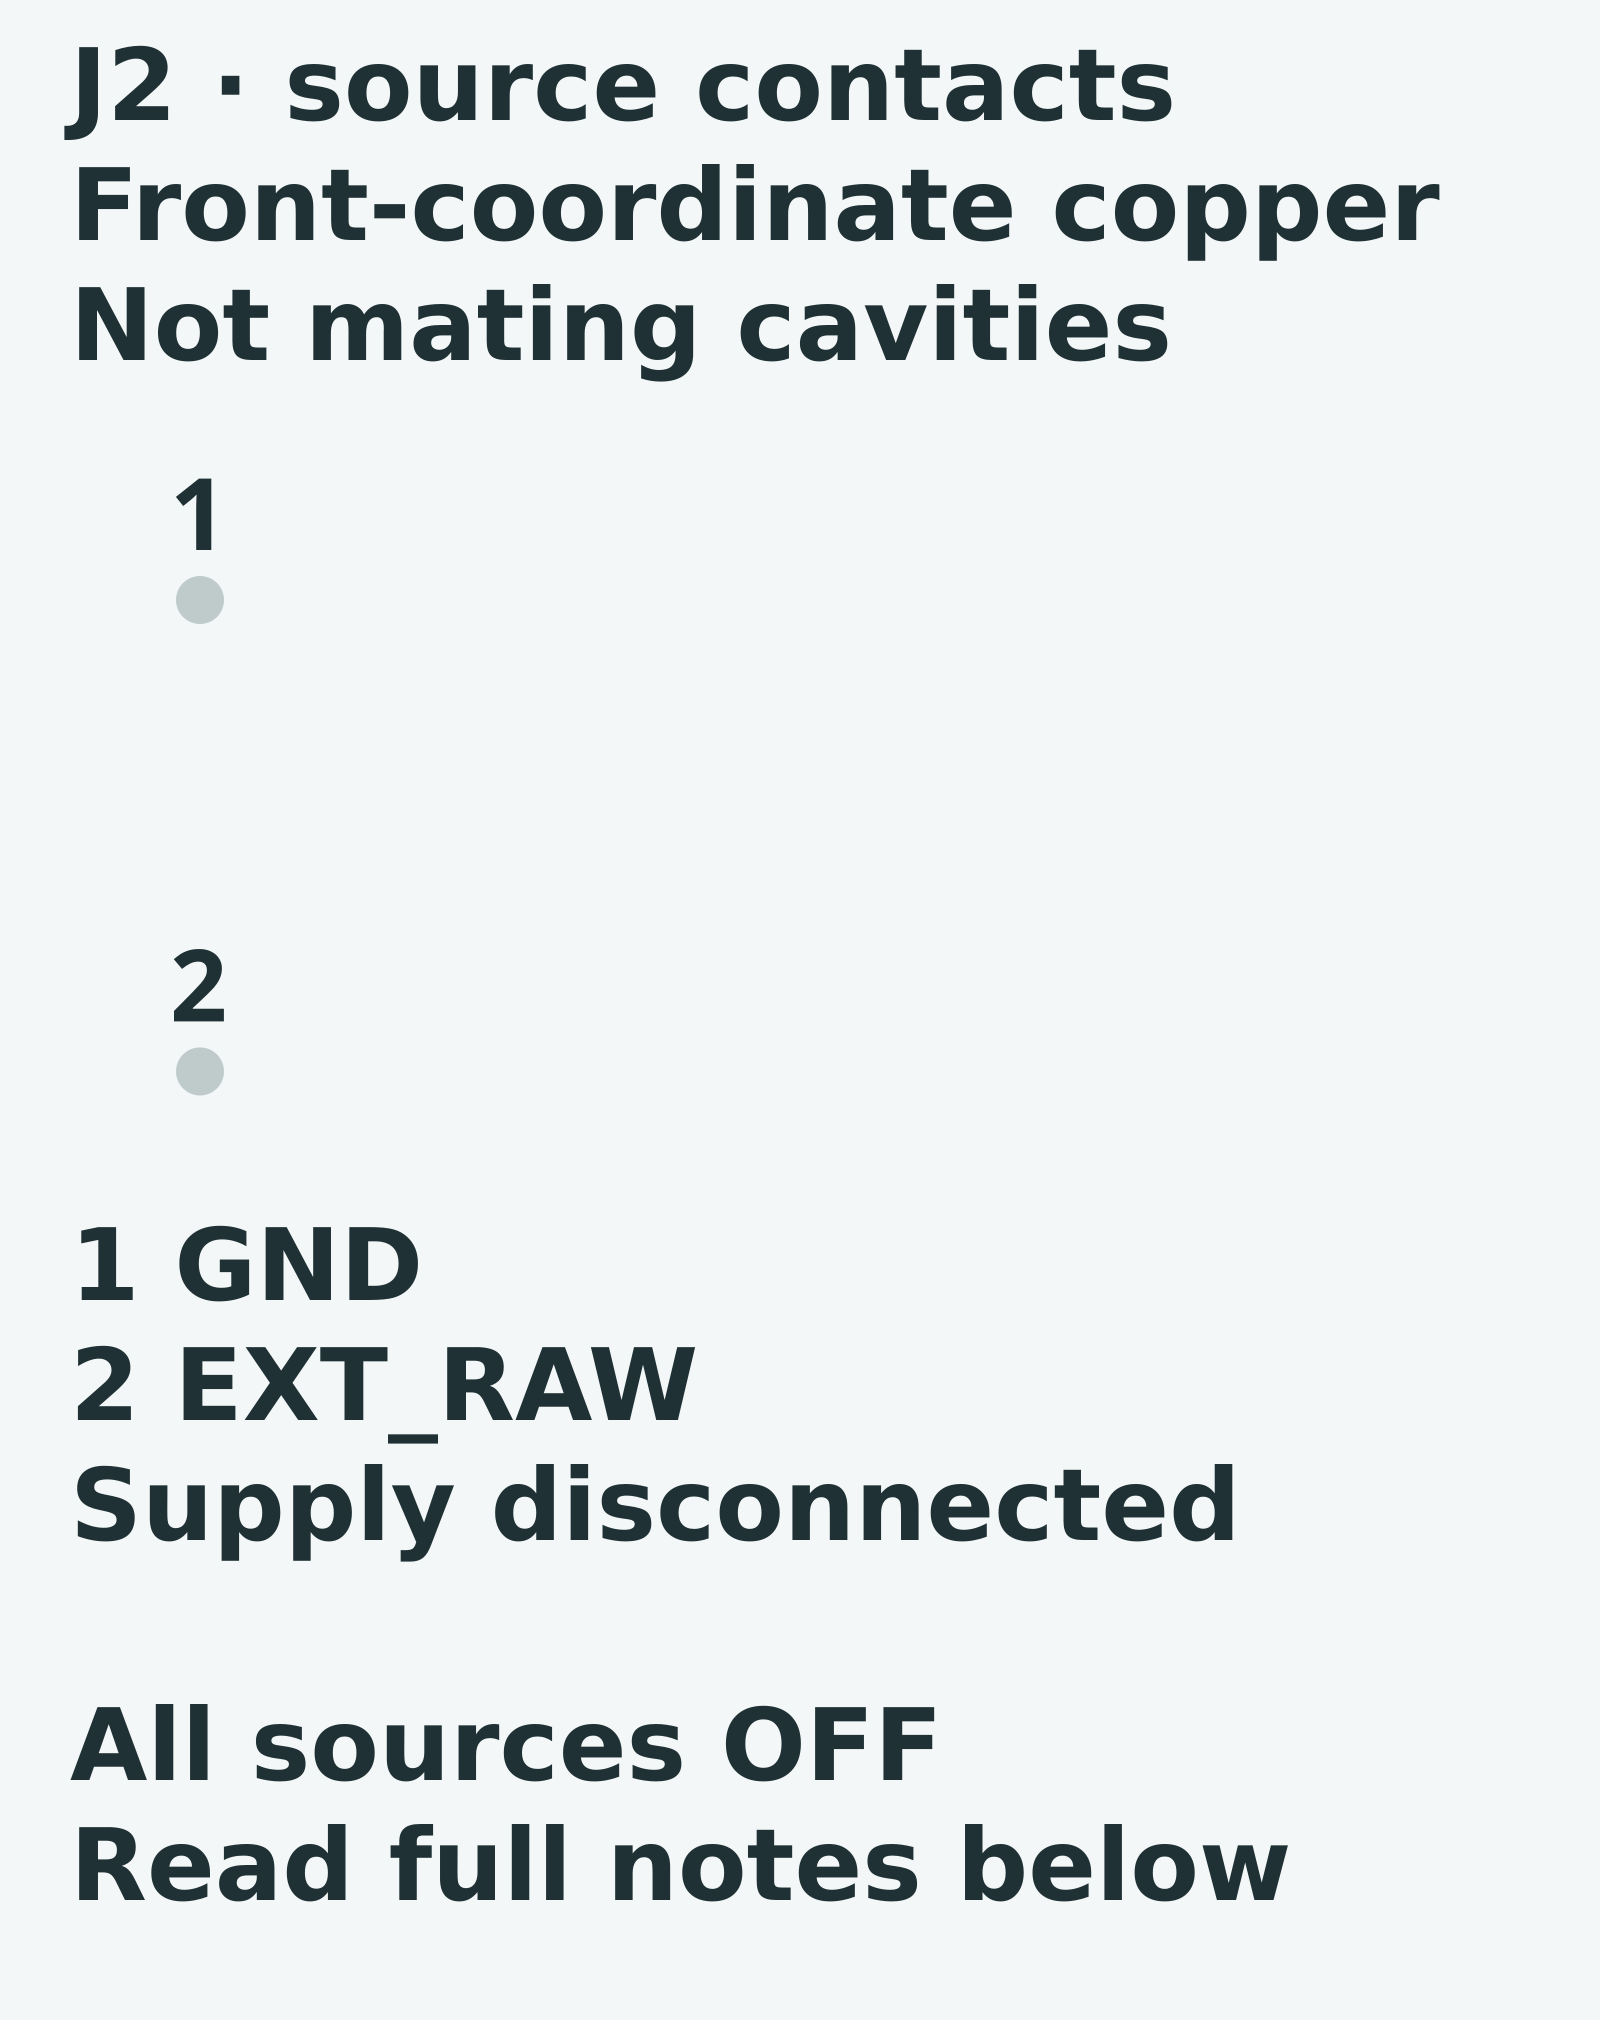 J2 · source contacts
Front-coordinate copper
Not mating cavities
1
2
1 GND
2 EXT_RAW
Supply disconnected
All sources OFF
Read full notes below